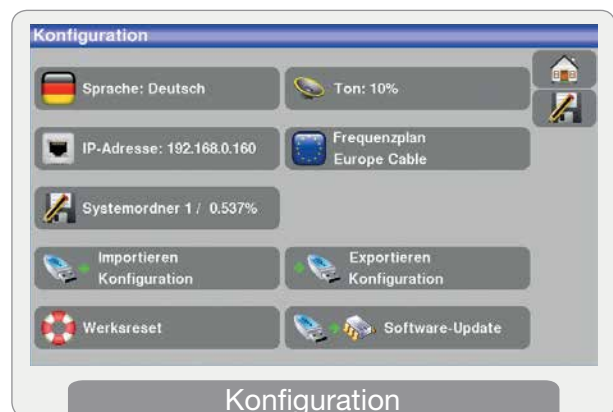 Konfiguration
Sprache: Deutsch
Ton: 10%
IP-Adresse: 192.168.0.160
Frequenzplan
Europe Cable
Systemordner 1 / 0.537%
Importieren
Konfiguration
Exportieren
Konfiguration
Werksreset
Software-Update
Konfiguration